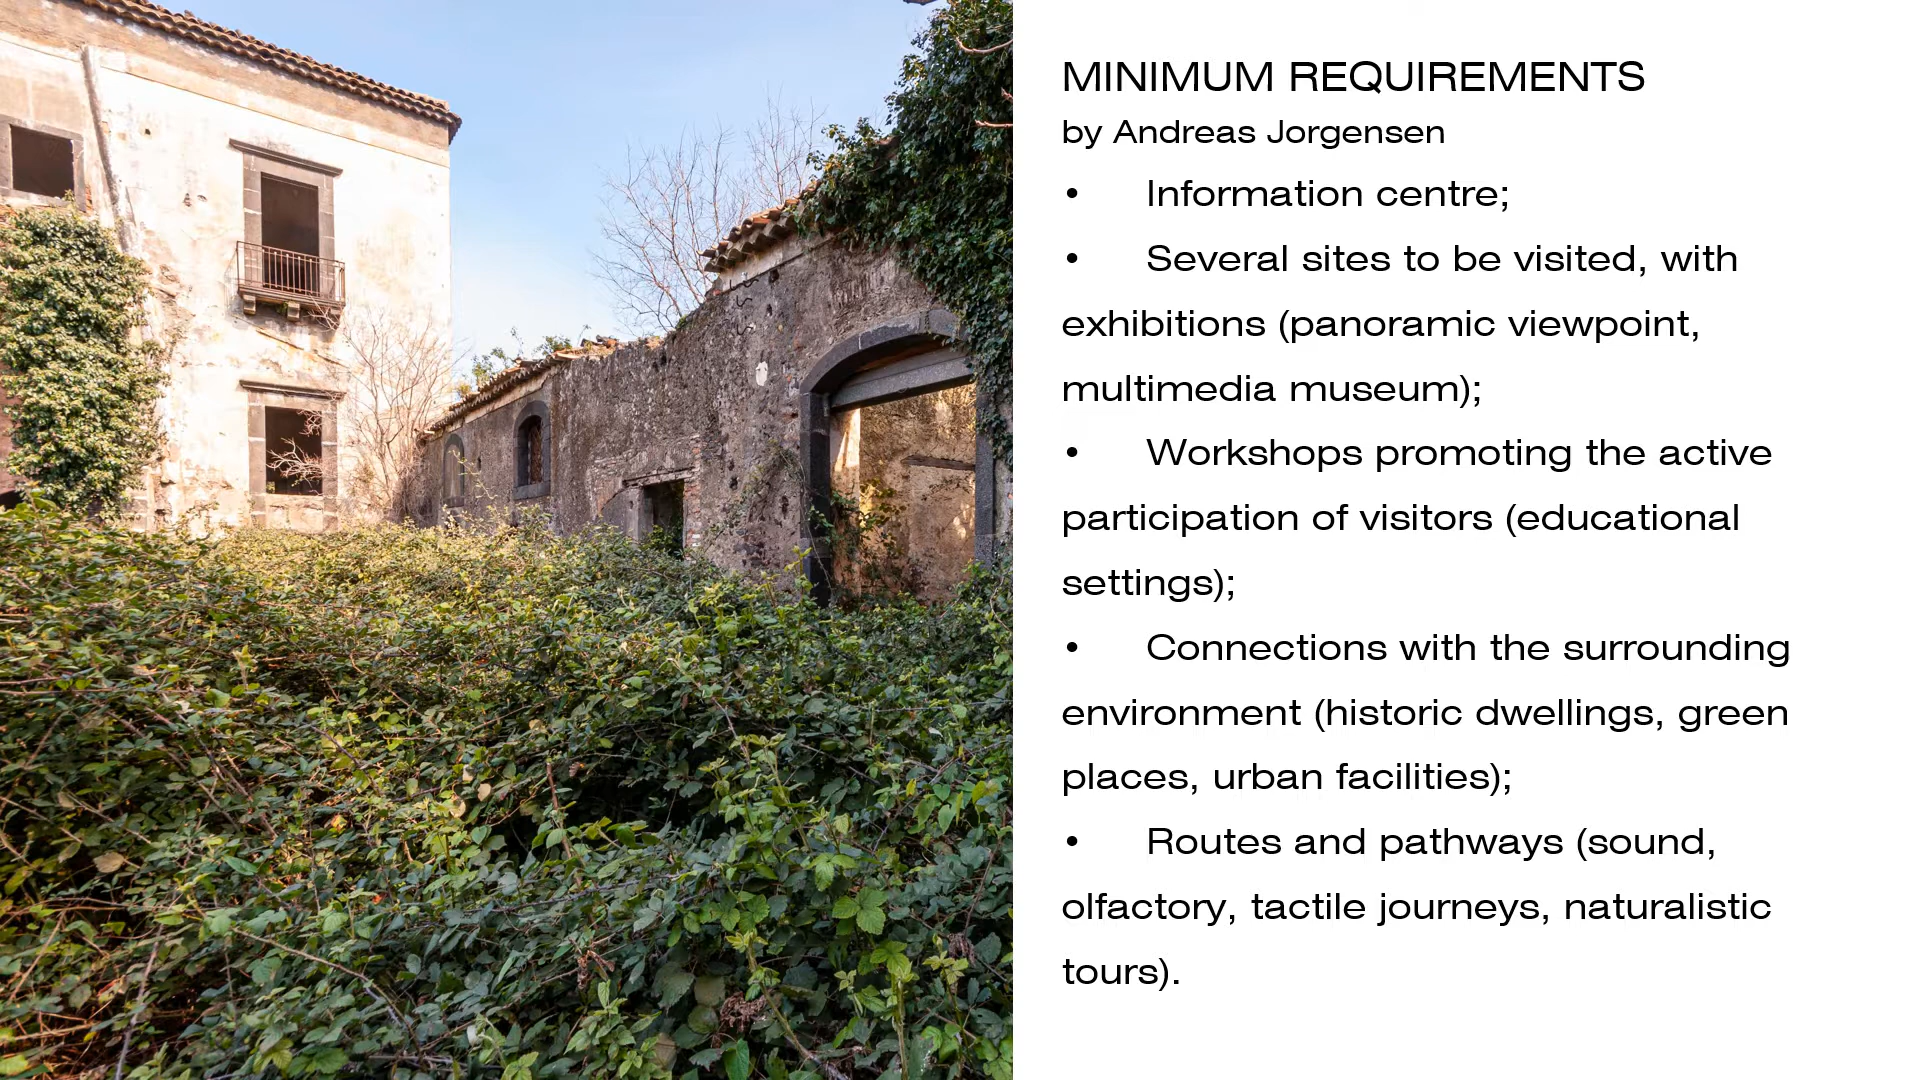 MINIMUM REQUIREMENTS
by Andreas Jorgensen
• Information centre;
• Several sites to be visited, with
exhibitions (panoramic viewpoint,
multimedia museum);
• Workshops promoting the active
participation of visitors (educational
settings);
• Connections with the surrounding
environment (historic dwellings, green
places, urban facilities);
• Routes and pathways (sound,
olfactory, tactile journeys, naturalistic
tours).